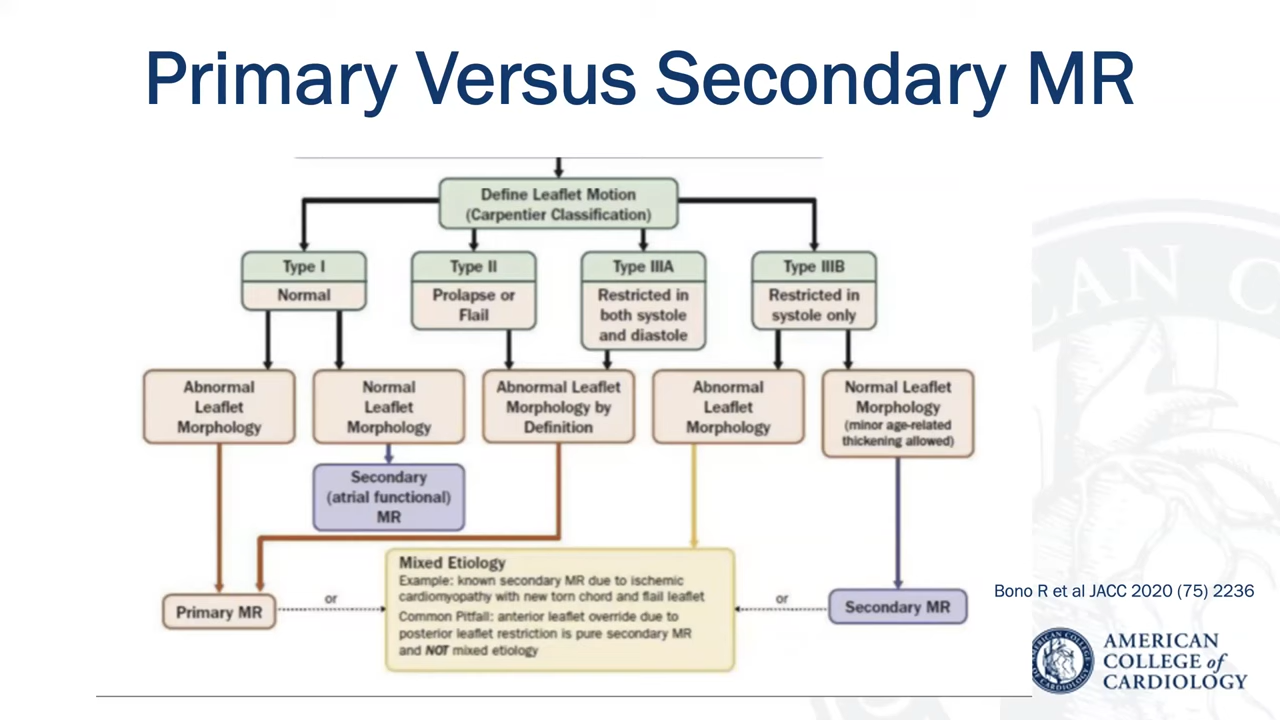 Primary Versus Secondary MR
Define Leaflet Motion
(Carpentier Classification)
Type I
Normal
Type II
Prolapse or
Flail
Type IIIA
Restricted in
both systole
and diastole
Type IIIB
Restricted in
systole only
Abnormal
Leaflet
Morphology
Normal
Leaflet
Morphology
Abnormal Leaflet
Morphology by
Definition
Abnormal
Leaflet
Morphology
Normal Leaflet
Morphology
(minor age-related
thickening allowed)
Secondary
(atrial functional)
MR
Primary MR
or
Mixed Etiology
Example: known secondary MR due to ischemic
cardiomyopathy with new torn chord and flail leaflet
Common Pitfall: anterior leaflet override due to
posterior leaflet restriction is pure secondary MR
and NOT mixed etiology
or
Secondary MR
Bono R et al JACC 2020 (75) 2236
AMERICAN
COLLEGE of
CARDIOLOGY